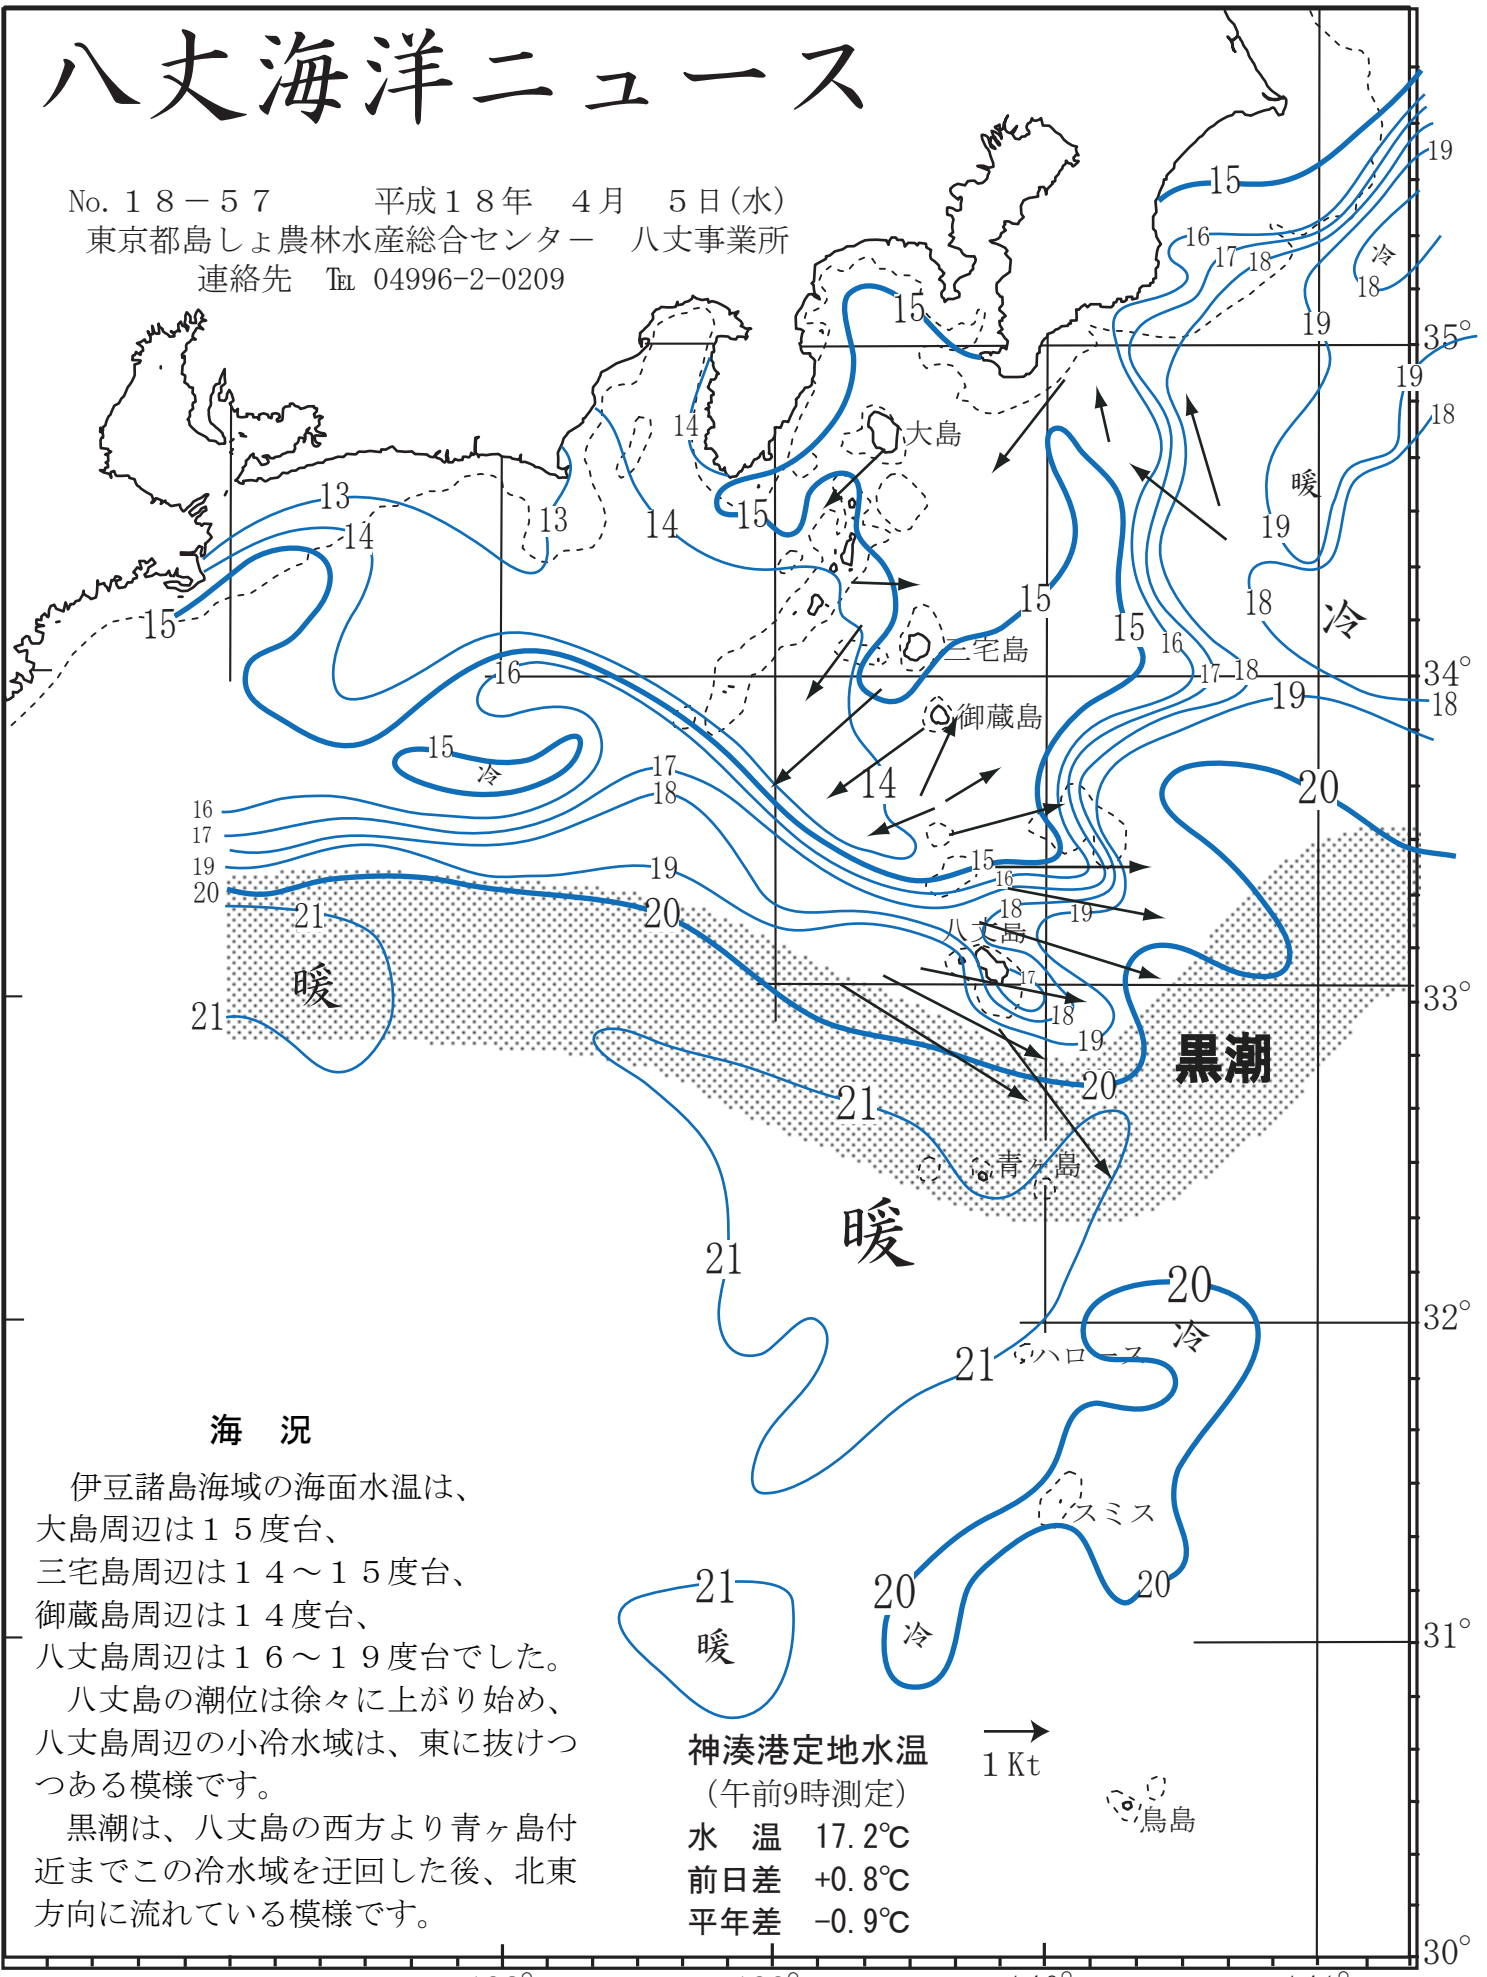 八丈海洋ニュース
No.１８－５７　平成１８年　４月　５日(水)
東京都島しょ農林水産総合センター　八丈事業所
連絡先　℡ 04996-2-0209
15
19
16
17
18
冷
18
19
35°
15
19
18
14
大島
暖
13
14
13
14
15
19
15
15
15
18
冷
16
三宅島
34°
16
17
18
19
18
御蔵島
15
冷
17
18
14
20
16
17
19
20
19
15
16
18
19
21
20
八丈島
暖
17
33°
21
18
19
黒潮
20
21
青ヶ島
暖
21
20
32°
冷
21
ハロース
スミス
21
20
20
暖
冷
31°
海　況
伊豆諸島海域の海面水温は、
大島周辺は１５度台、
三宅島周辺は１４～１５度台、
御蔵島周辺は１４度台、
八丈島周辺は１６～１９度台でした。
八丈島の潮位は徐々に上がり始め、
八丈島周辺の小冷水域は、東に抜けつ
つある模様です。
黒潮は、八丈島の西方より青ヶ島付
近までこの冷水域を迂回した後、北東
方向に流れている模様です。
神湊港定地水温
（午前9時測定）
水　温　17.2℃
前日差　+0.8℃
平年差　-0.9℃
1 Kt
鳥島
30°